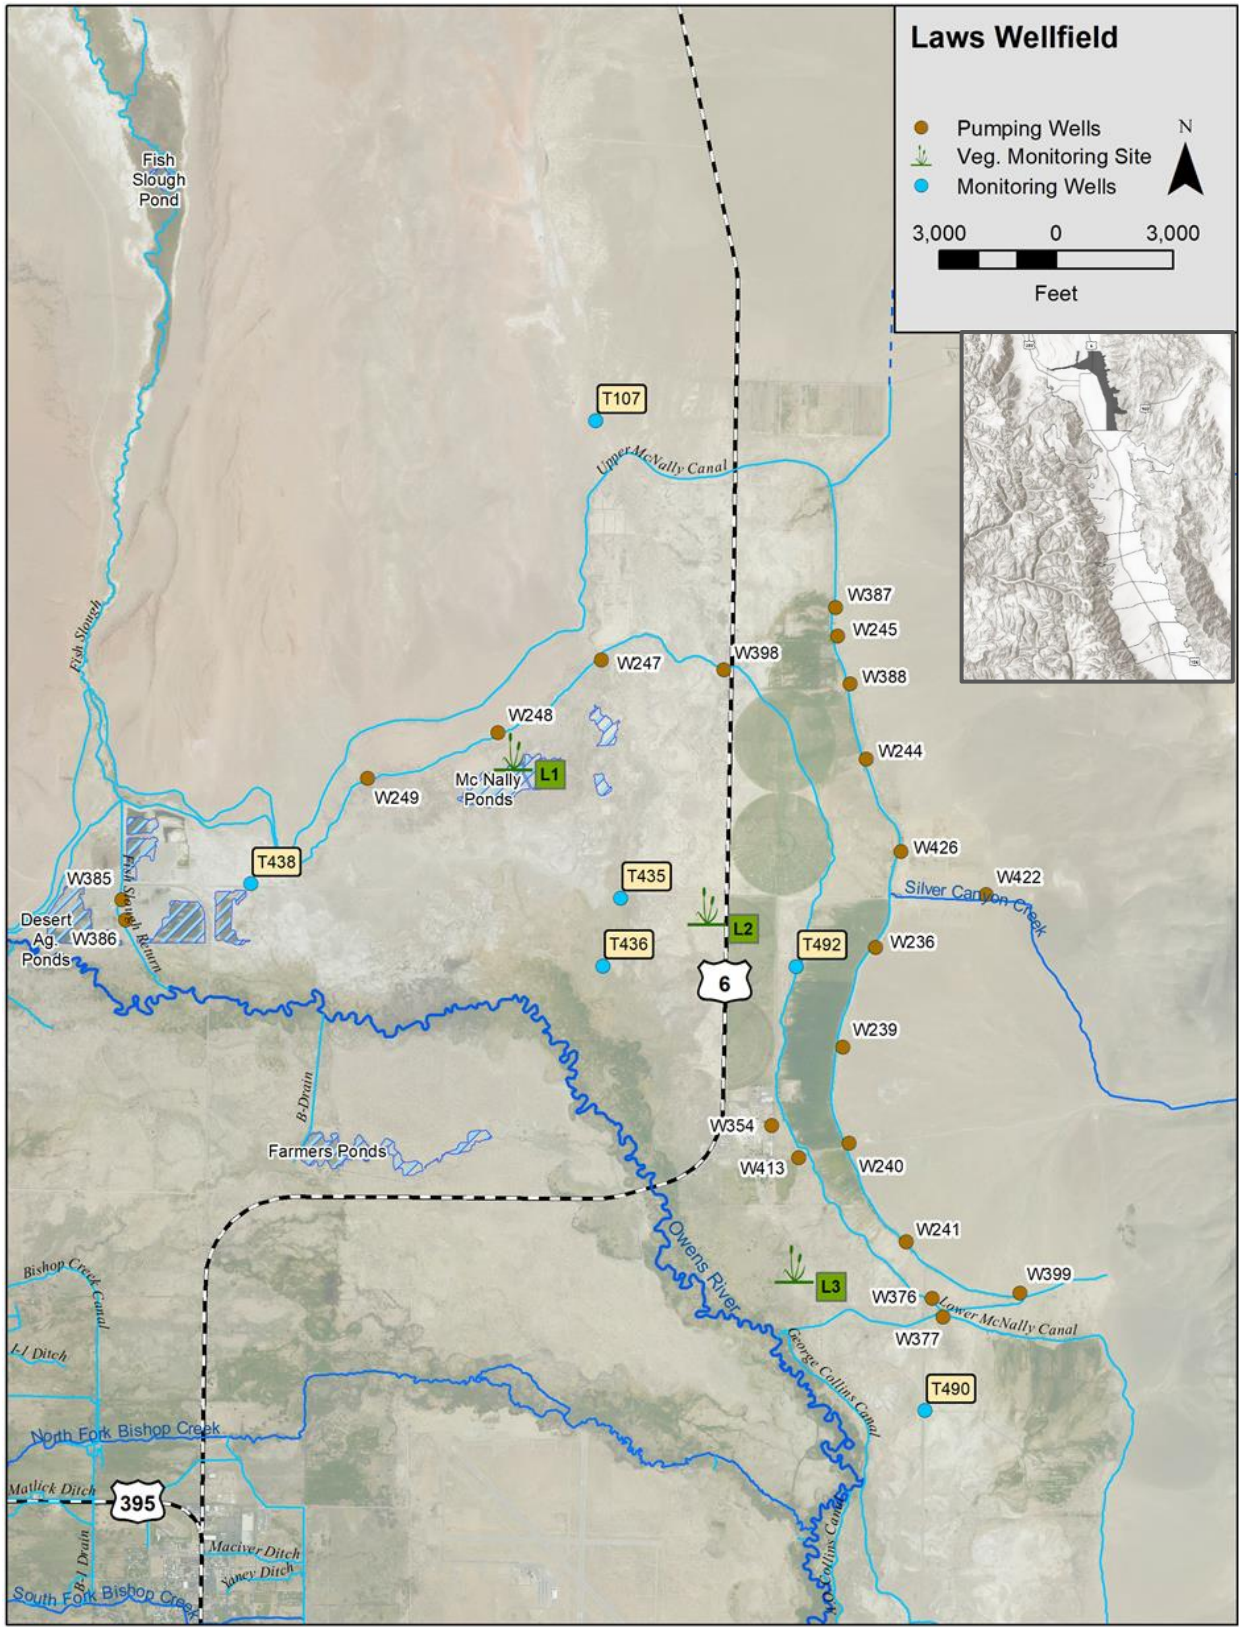 Laws Wellfield
Pumping Wells
Veg. Monitoring Site
Monitoring Wells
N
3,000 0 3,000
Feet
Fish
Slough
Pond
T107
Upper McNally Canal
Fish Slough
W387
W245
W388
W247
W398
W248
W244
L1
Mc Nally
Ponds
W249
W426
T438
W422
Silver Canyon Creek
T435
W385
Fish Slough Return
L2
Desert
Ag.
Ponds
W386
T436
T492
W236
6
W239
B-Drain
W354
Farmers Ponds
W413
W240
W241
Owens River
Bishop Creek Canal
L3
W399
W376
Lower McNally Canal
W377
George Collins Canal
I-1 Ditch
T490
North Fork Bishop Creek
Matlick Ditch
395
B-1 Drain
Maciver Ditch
Yaney Ditch
Collins Canal
South Fork Bishop Creek